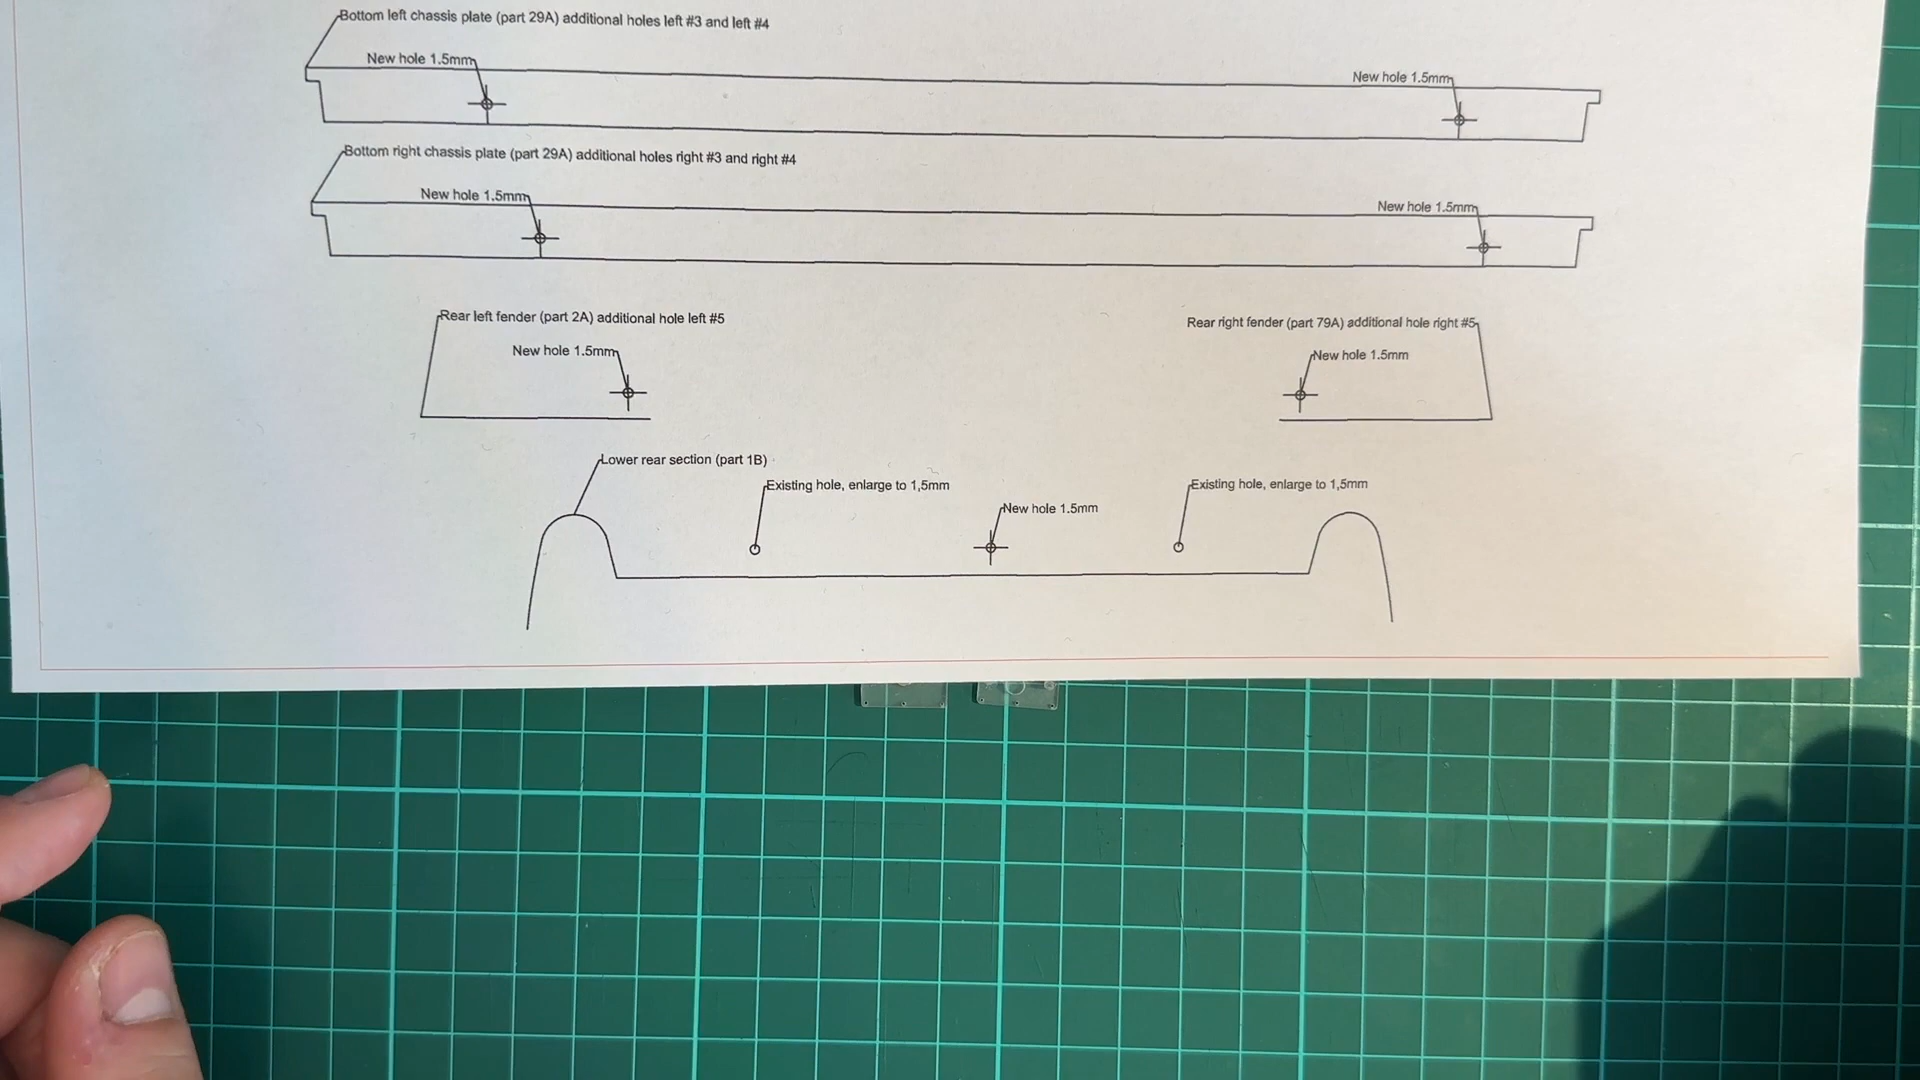 Bottom left chassis plate (part 29A) additional holes left #3 and left #4
New hole 1.5mm
New hole 1.5mm
Bottom right chassis plate (part 29A) additional holes right #3 and right #4
New hole 1.5mm
New hole 1.5mm
Rear left fender (part 2A) additional hole left #5
New hole 1.5mm
Rear right fender (part 79A) additional hole right #5
New hole 1.5mm
Lower rear section (part 1B)
Existing hole, enlarge to 1,5mm
New hole 1.5mm
Existing hole, enlarge to 1,5mm